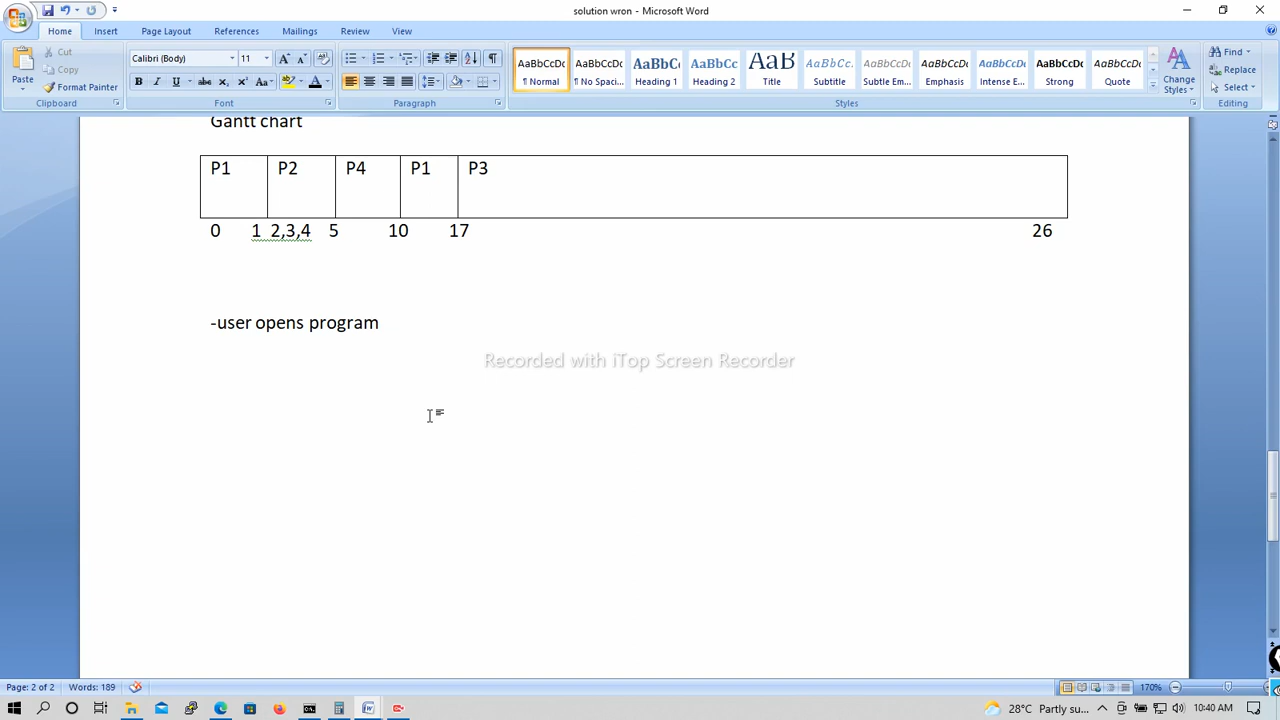 solution wron - Microsoft Word
Home Insert Page Layout References Mailings Review View
Paste
Cut
Copy
Format Painter
Clipboard
Calibri (Body) 11
Font
Paragraph
AaBbCcDc AaBbCcDc AaBbC( AaBbCc AaB AaBbCc. AaBbCcDc AaBbCcDc AaBbCcDc AaBbCcDc AaBbCcDc
¶ Normal ¶ No Spaci... Heading 1 Heading 2 Title Subtitle Subtle Em... Emphasis Intense E... Strong Quote
Styles
Change Styles
Find
Replace
Select
Editing
Gantt chart
P1 P2 P4 P1 P3
0 1 2,3,4 5 10 17 26
-user opens program
Recorded with iTop Screen Recorder
Page: 2 of 2 Words: 189 170%
28°C Partly su... 10:40 AM